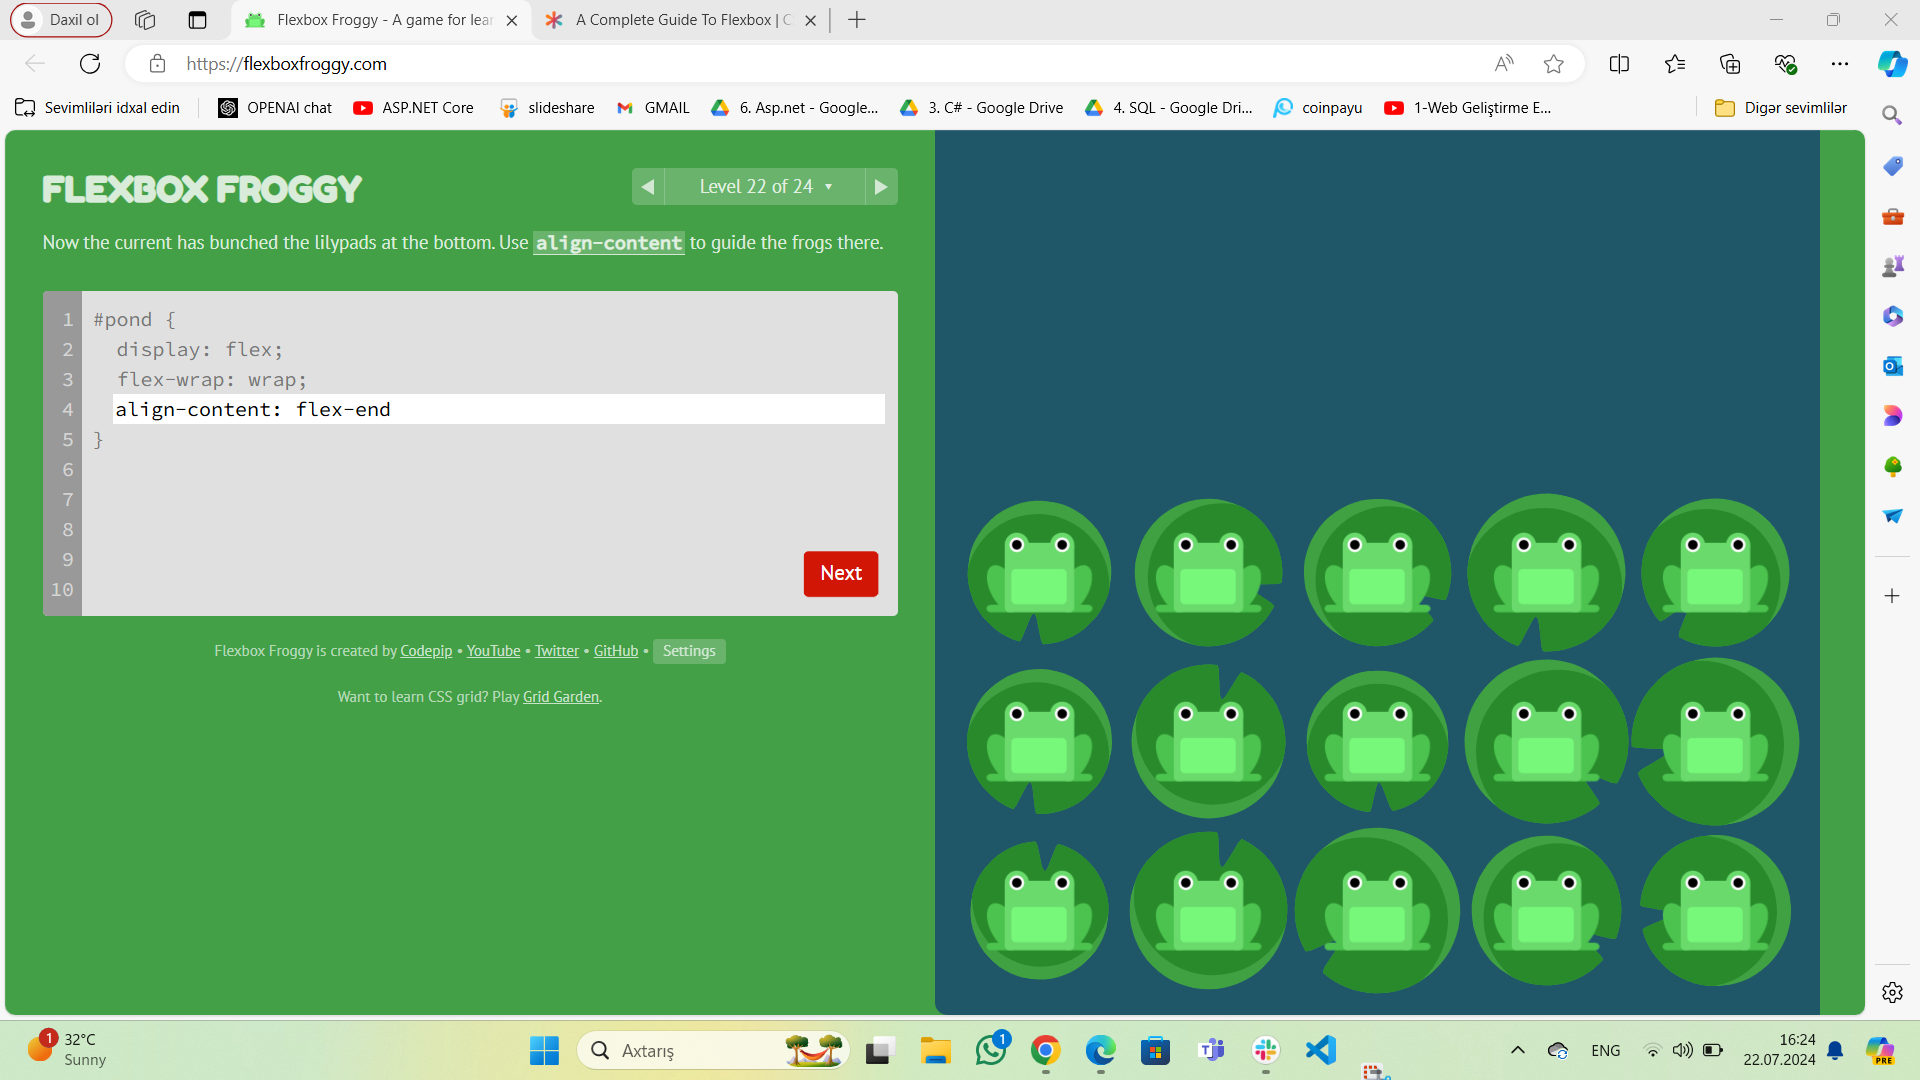 Daxil ol
Flexbox Froggy - A game for lear
A Complete Guide To Flexbox | C
https://flexboxfroggy.com
Sevimliləri idxal edin
OPENAI chat
ASP.NET Core
slideshare
GMAIL
6. Asp.net - Google...
3. C# - Google Drive
4. SQL - Google Dri...
coinpayu
1-Web Geliştirme E...
Digər sevimlilər
FLEXBOX FROGGY
Level 22 of 24
Now the current has bunched the lilypads at the bottom. Use align-content to guide the frogs there.
1 #pond {
2 display: flex;
3 flex-wrap: wrap;
4 align-content: flex-end
5 }
6
7
8
9
10
Next
Flexbox Froggy is created by Codepip • YouTube • Twitter • GitHub • Settings
Want to learn CSS grid? Play Grid Garden.
1
32°C
Sunny
Axtarış
1
ENG
16:24
22.07.2024
PRE